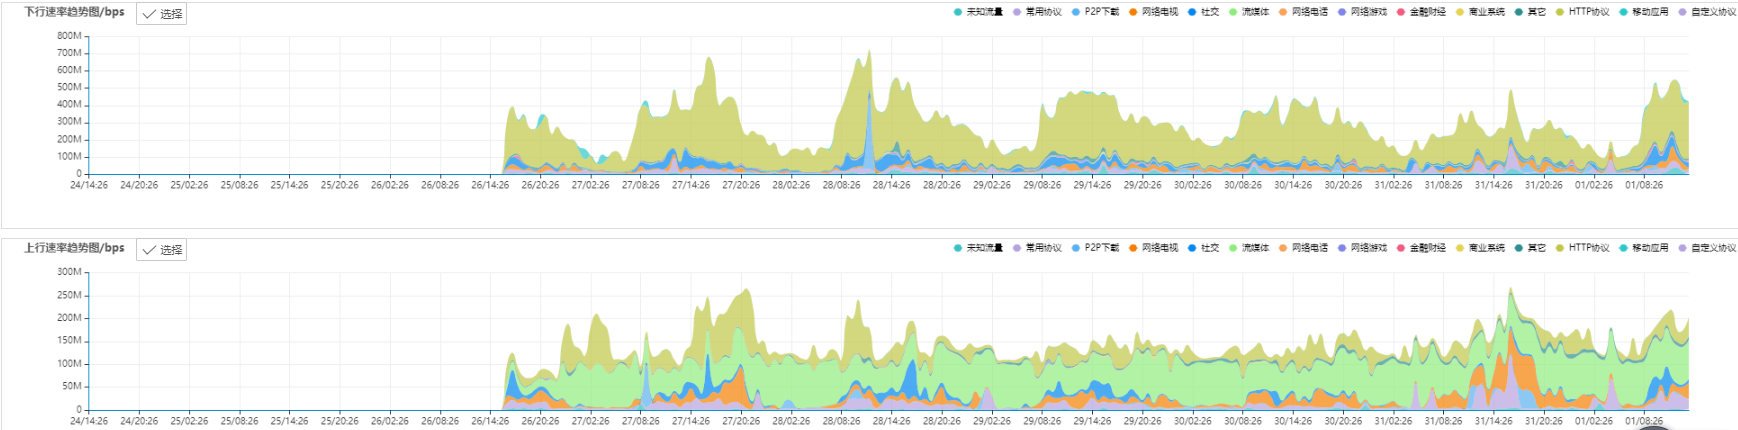 下行速率趋势图/bps 选择 未知流量 常用协议 P2P下载 网络电视 社交 流媒体 网络电话 网络游戏 金融财经 商业系统 其它 HTTP协议 移动应用 自定义协议
800M
700M
600M
500M
400M
300M
200M
100M
0
24/14:26 24/20:26 25/02:26 25/08:26 25/14:26 25/20:26 26/02:26 26/08:26 26/14:26 26/20:26 27/02:26 27/08:26 27/14:26 27/20:26 28/02:26 28/08:26 28/14:26 28/20:26 29/02:26 29/08:26 29/14:26 29/20:26 30/02:26 30/08:26 30/14:26 30/20:26 31/02:26 31/08:26 31/14:26 31/20:26 01/02:26 01/08:26
上行速率趋势图/bps 选择 未知流量 常用协议 P2P下载 网络电视 社交 流媒体 网络电话 网络游戏 金融财经 商业系统 其它 HTTP协议 移动应用 自定义协议
300M
250M
200M
150M
100M
50M
0
24/14:26 24/20:26 25/02:26 25/08:26 25/14:26 25/20:26 26/02:26 26/08:26 26/14:26 26/20:26 27/02:26 27/08:26 27/14:26 27/20:26 28/02:26 28/08:26 28/14:26 28/20:26 29/02:26 29/08:26 29/14:26 29/20:26 30/02:26 30/08:26 30/14:26 30/20:26 31/02:26 31/08:26 31/14:26 31/20:26 01/02:26 01/08:26